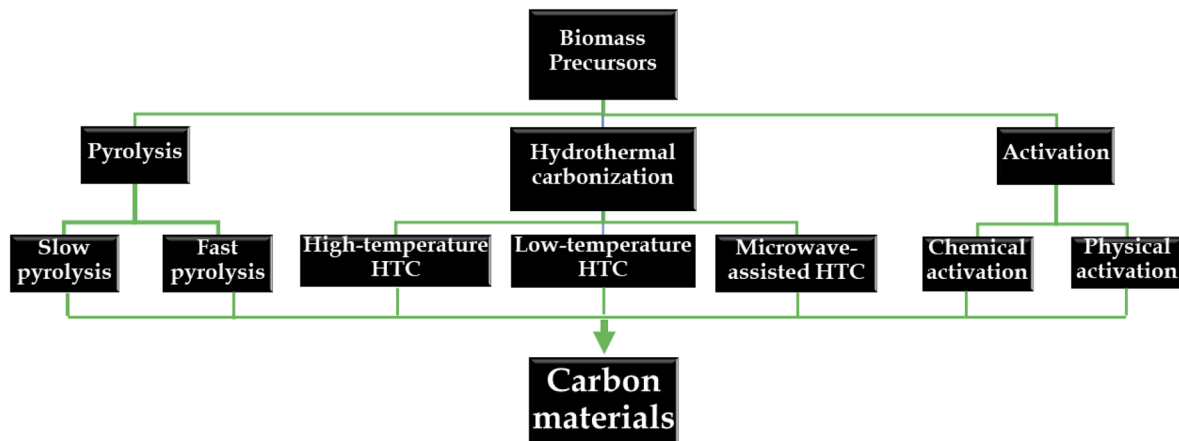 Biomass
Precursors
Pyrolysis
Hydrothermal
carbonization
Activation
Slow
pyrolysis
Fast
pyrolysis
High-temperature
HTC
Low-temperature
HTC
Microwave-
assisted HTC
Chemical
activation
Physical
activation
Carbon
materials